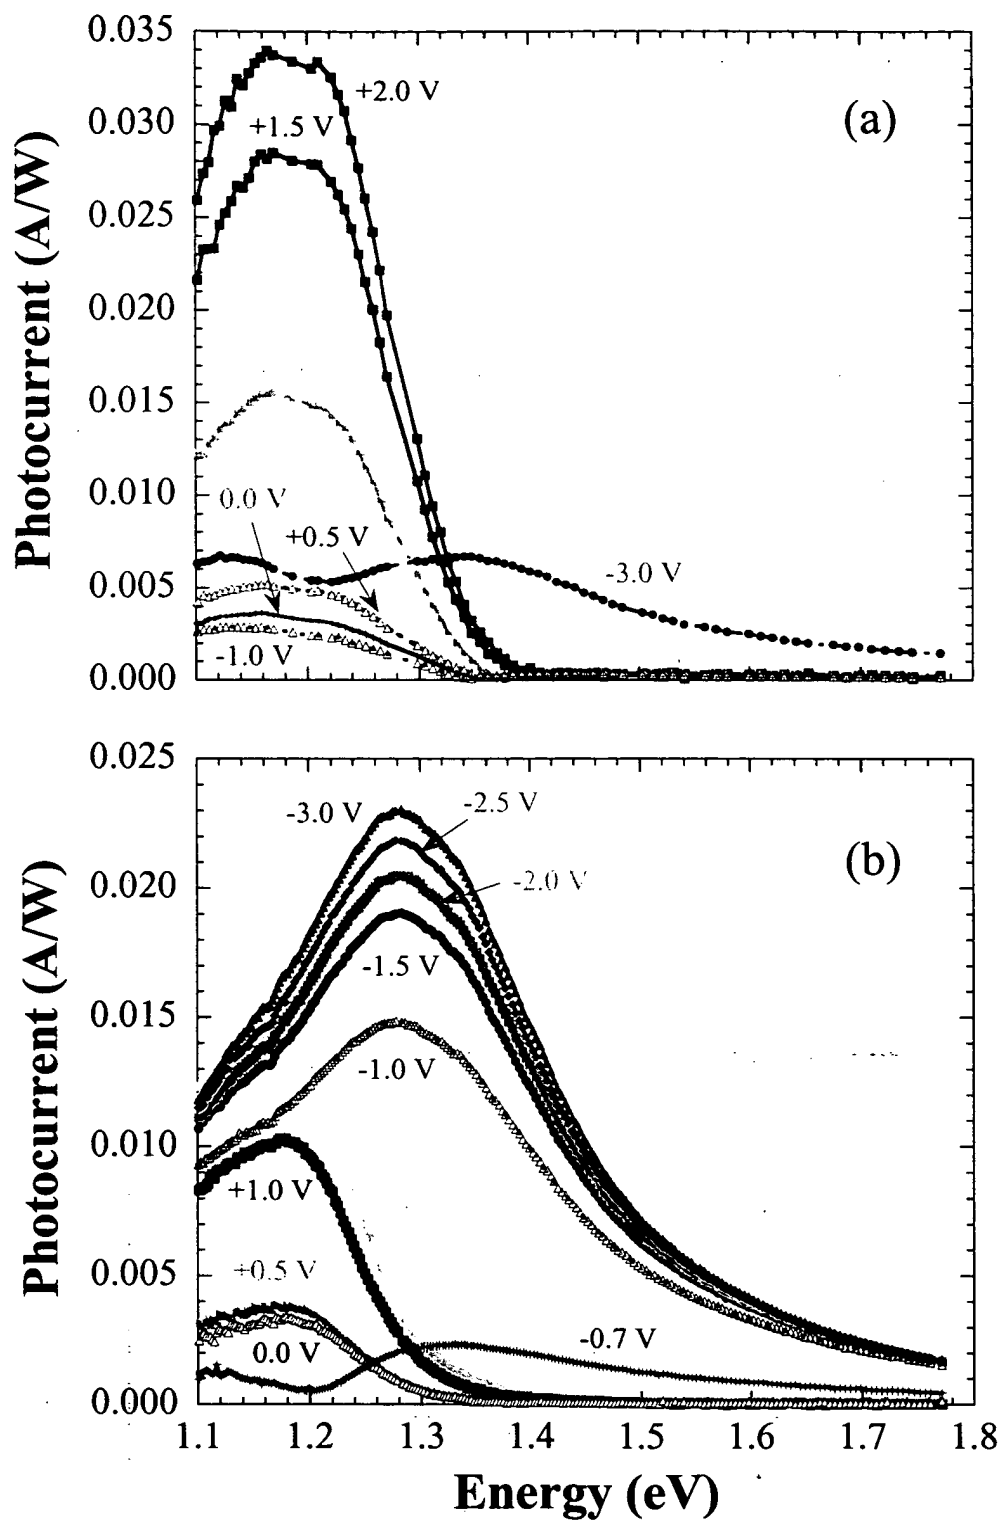 0.035
0.030
0.025
0.020
0.015
0.010
0.005
0.000
Photocurrent (A/W)
+2.0 V
+1.5 V
(a)
0.0 V
+0.5 V
-3.0 V
-1.0 V
0.025
0.020
0.015
0.010
0.005
0.000
Photocurrent (A/W)
-3.0 V
-2.5 V
(b)
-2.0 V
-1.5 V
-1.0 V
+1.0 V
+0.5 V
0.0 V
-0.7 V
1.1 1.2 1.3 1.4 1.5 1.6 1.7 1.8
Energy (eV)